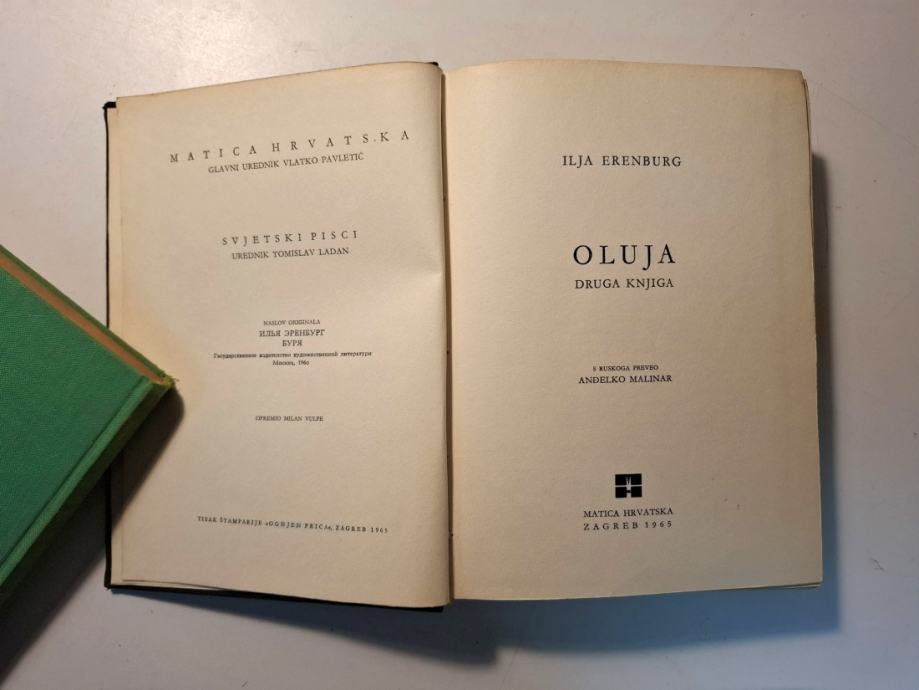 MATICA HRVATSKA
GLAVNI UREDNIK VLATKO PAVLETIĆ
SVJETSKI PISCI
UREDNIK TOMISLAV LADAN
NASLOV ORIGINALA
ИЛЬЯ ЭРЕНБУРГ
БУРЯ
Государственное издательство художественной литератури
Москва, 1960
OPREMIO MILAN VULPE
TISAK ŠTAMPARIJE »OGNJEN PRICA«, ZAGREB 1965
ILJA ERENBURG
OLUJA
DRUGA KNJIGA
S RUSKOGA PREVEO
ANĐELKO MALINAR
MATICA HRVATSKA
ZAGREB 1965